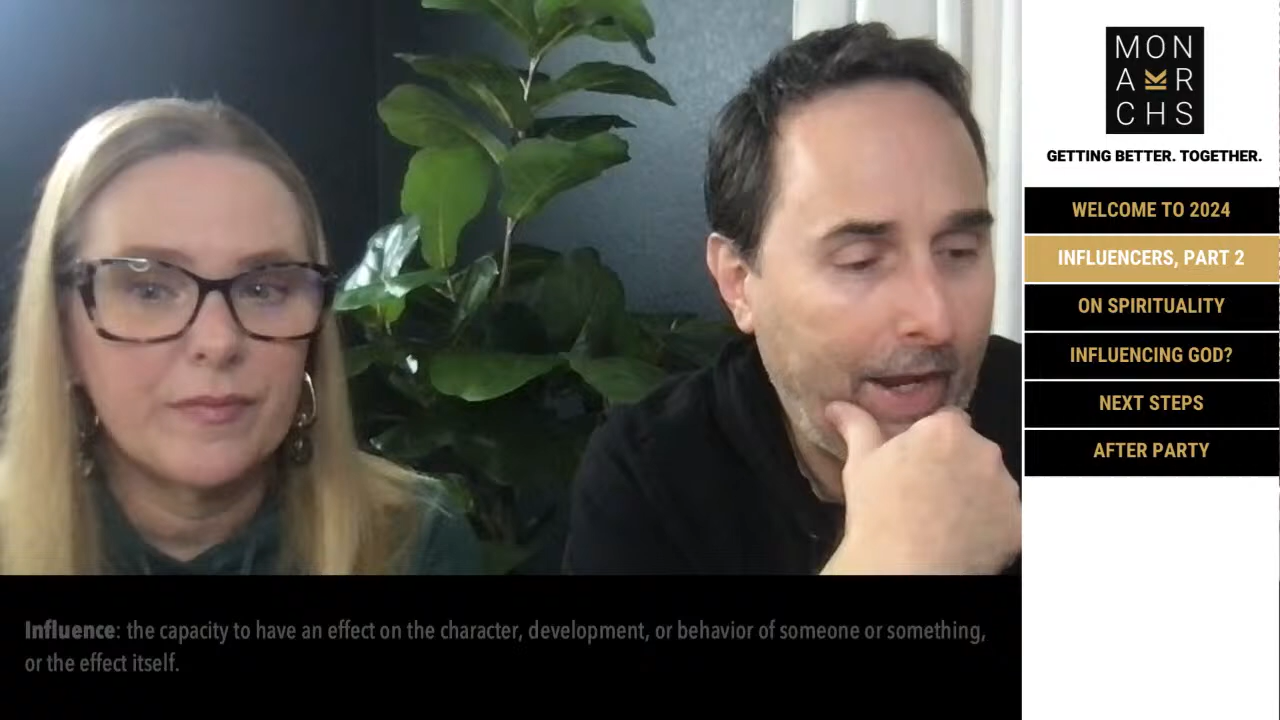 MON
A R
CHS
GETTING BETTER. TOGETHER.
WELCOME TO 2024
INFLUENCERS, PART 2
ON SPIRITUALITY
INFLUENCING GOD?
NEXT STEPS
AFTER PARTY
Influence: the capacity to have an effect on the character, development, or behavior of someone or something,
or the effect itself.